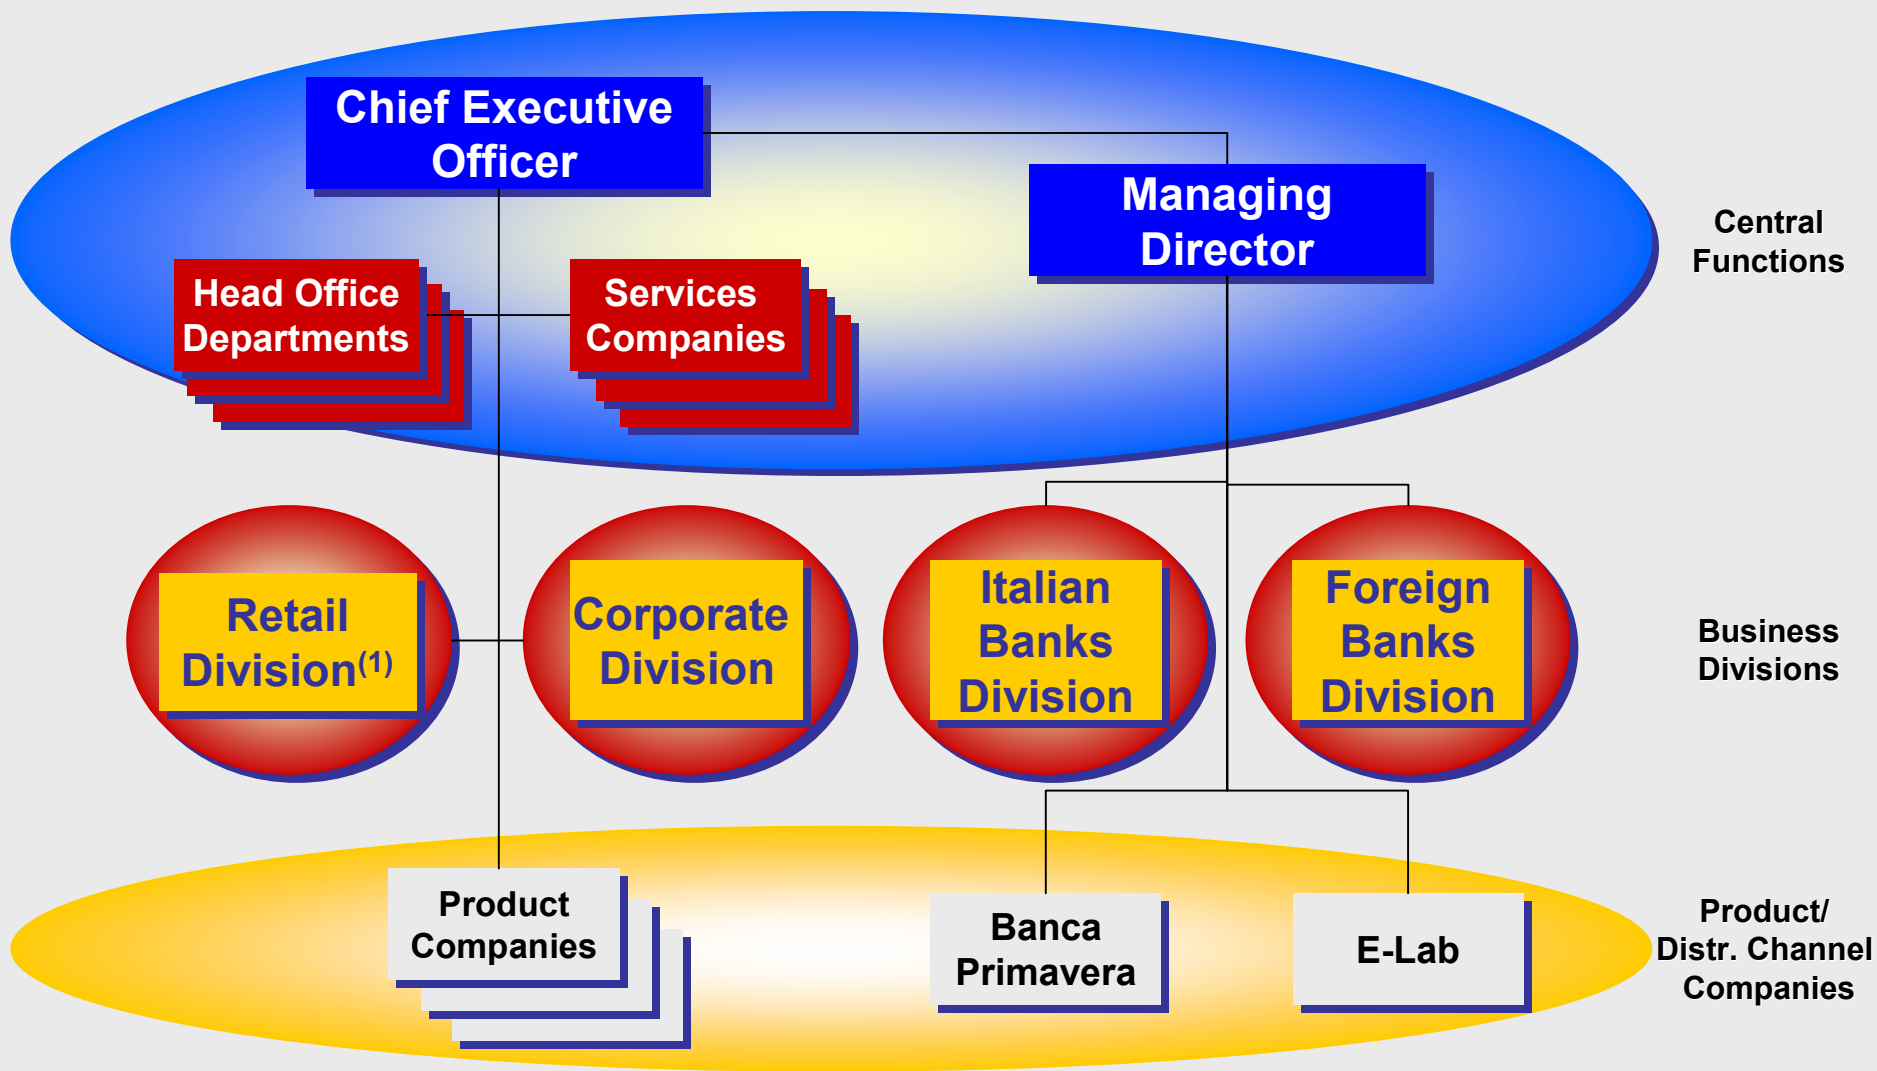 Chief Executive
Officer
Managing
Director
Central
Functions
Head Office
Departments
Services
Companies
Retail
Division(1)
Corporate
Division
Italian
Banks
Division
Foreign
Banks
Division
Business
Divisions
Product
Companies
Banca
Primavera
E-Lab
Product/
Distr. Channel
Companies